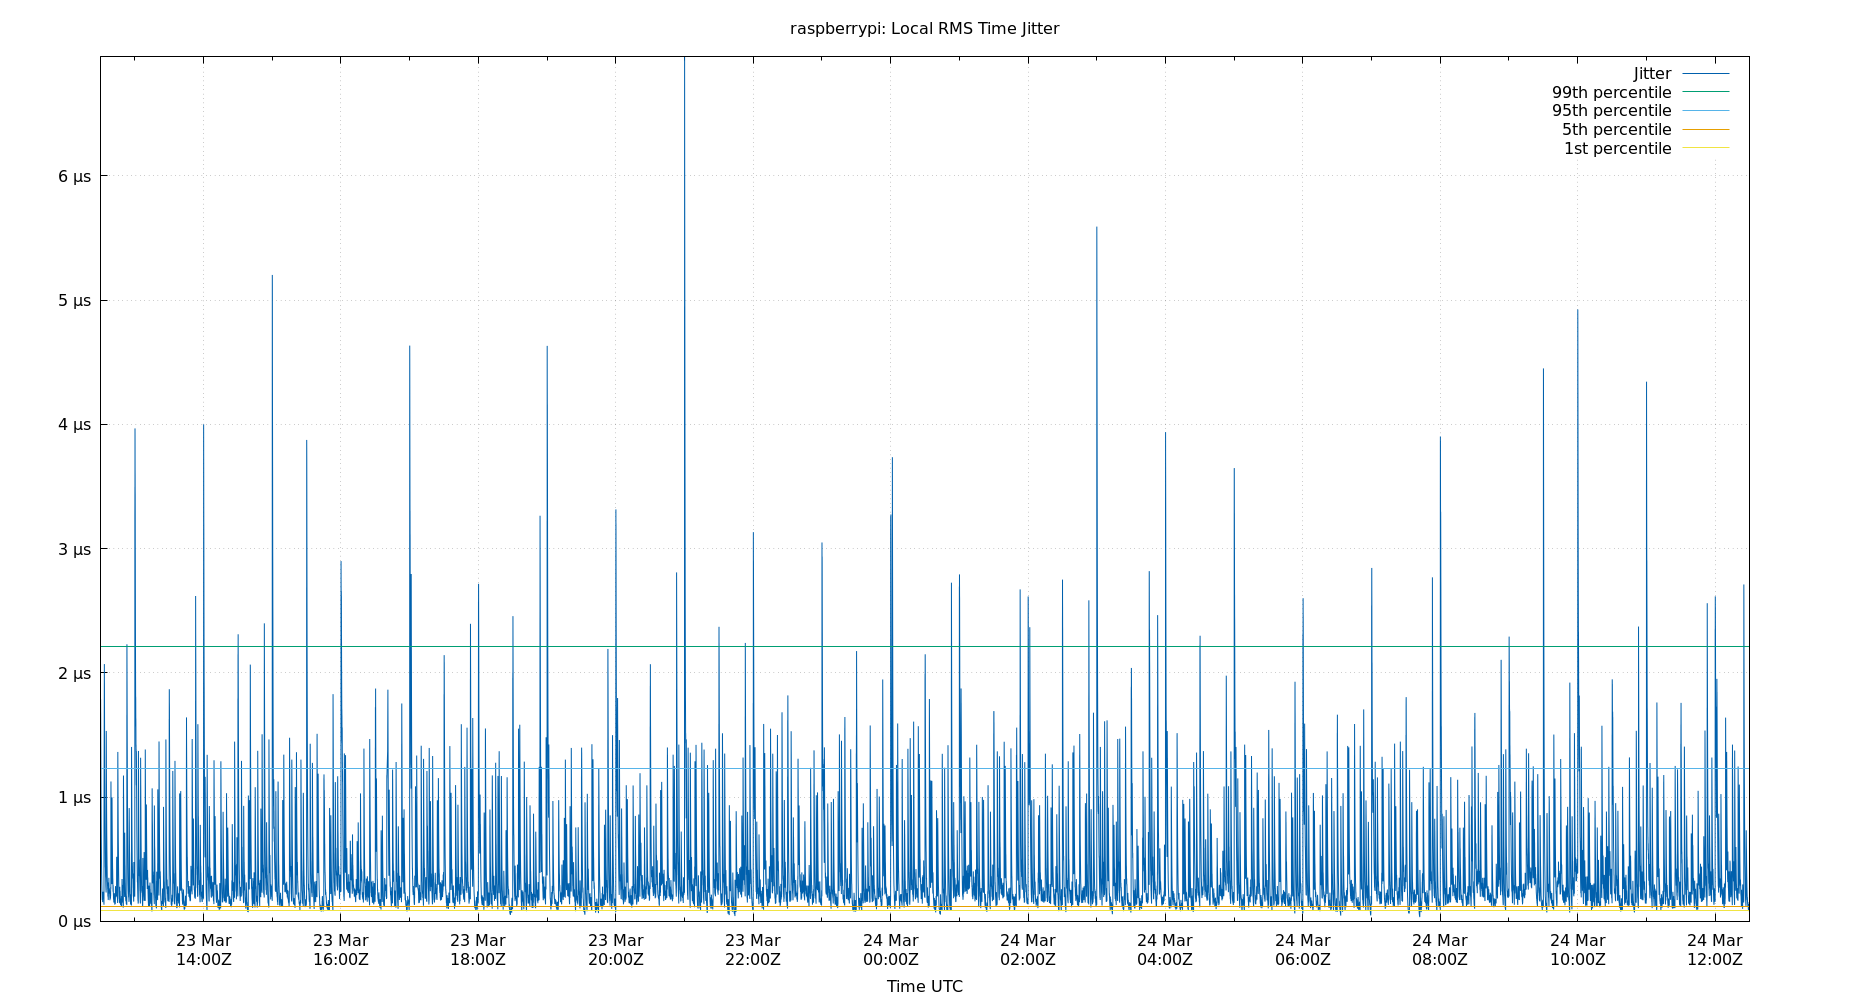 raspberrypi: Local RMS Time Jitter
Jitter
99th percentile
95th percentile
5th percentile
1st percentile
6 µs
5 µs
4 µs
3 µs
2 µs
1 µs
0 µs
23 Mar 23 Mar 23 Mar 23 Mar 23 Mar 24 Mar 24 Mar 24 Mar 24 Mar 24 Mar 24 Mar 24 Mar
14:00Z 16:00Z 18:00Z 20:00Z 22:00Z 00:00Z 02:00Z 04:00Z 06:00Z 08:00Z 10:00Z 12:00Z
Time UTC